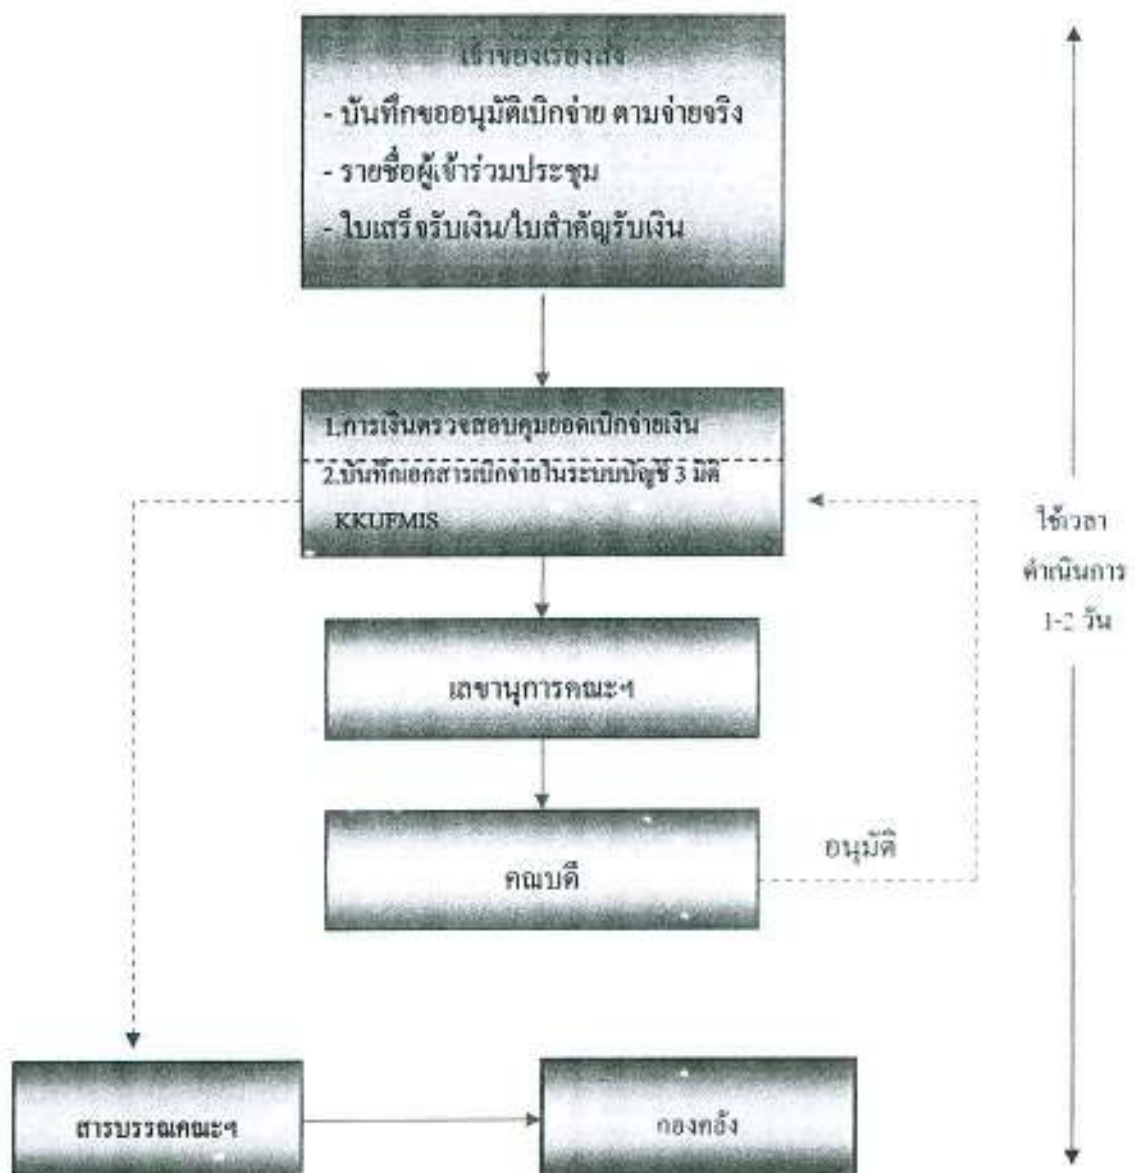 เจ้าของเรื่องส่ง
- บันทึกขออนุมัติเบิกจ่าย ตามจ่ายจริง
- รายชื่อผู้เข้าร่วมประชุม
- ใบเสร็จรับเงิน/ใบสำคัญรับเงิน
1.การเงินตรวจสอบคุมยอดเบิกจ่ายเงิน
2.บันทึกเอกสารเบิกจ่ายในระบบบัญชี 3 มิติ
KKUFMIS
ใช้เวลา
ดำเนินการ
1-2 วัน
เลขานุการคณะฯ
คณบดี
อนุมัติ
สารบรรณคณะฯ
กองคลัง